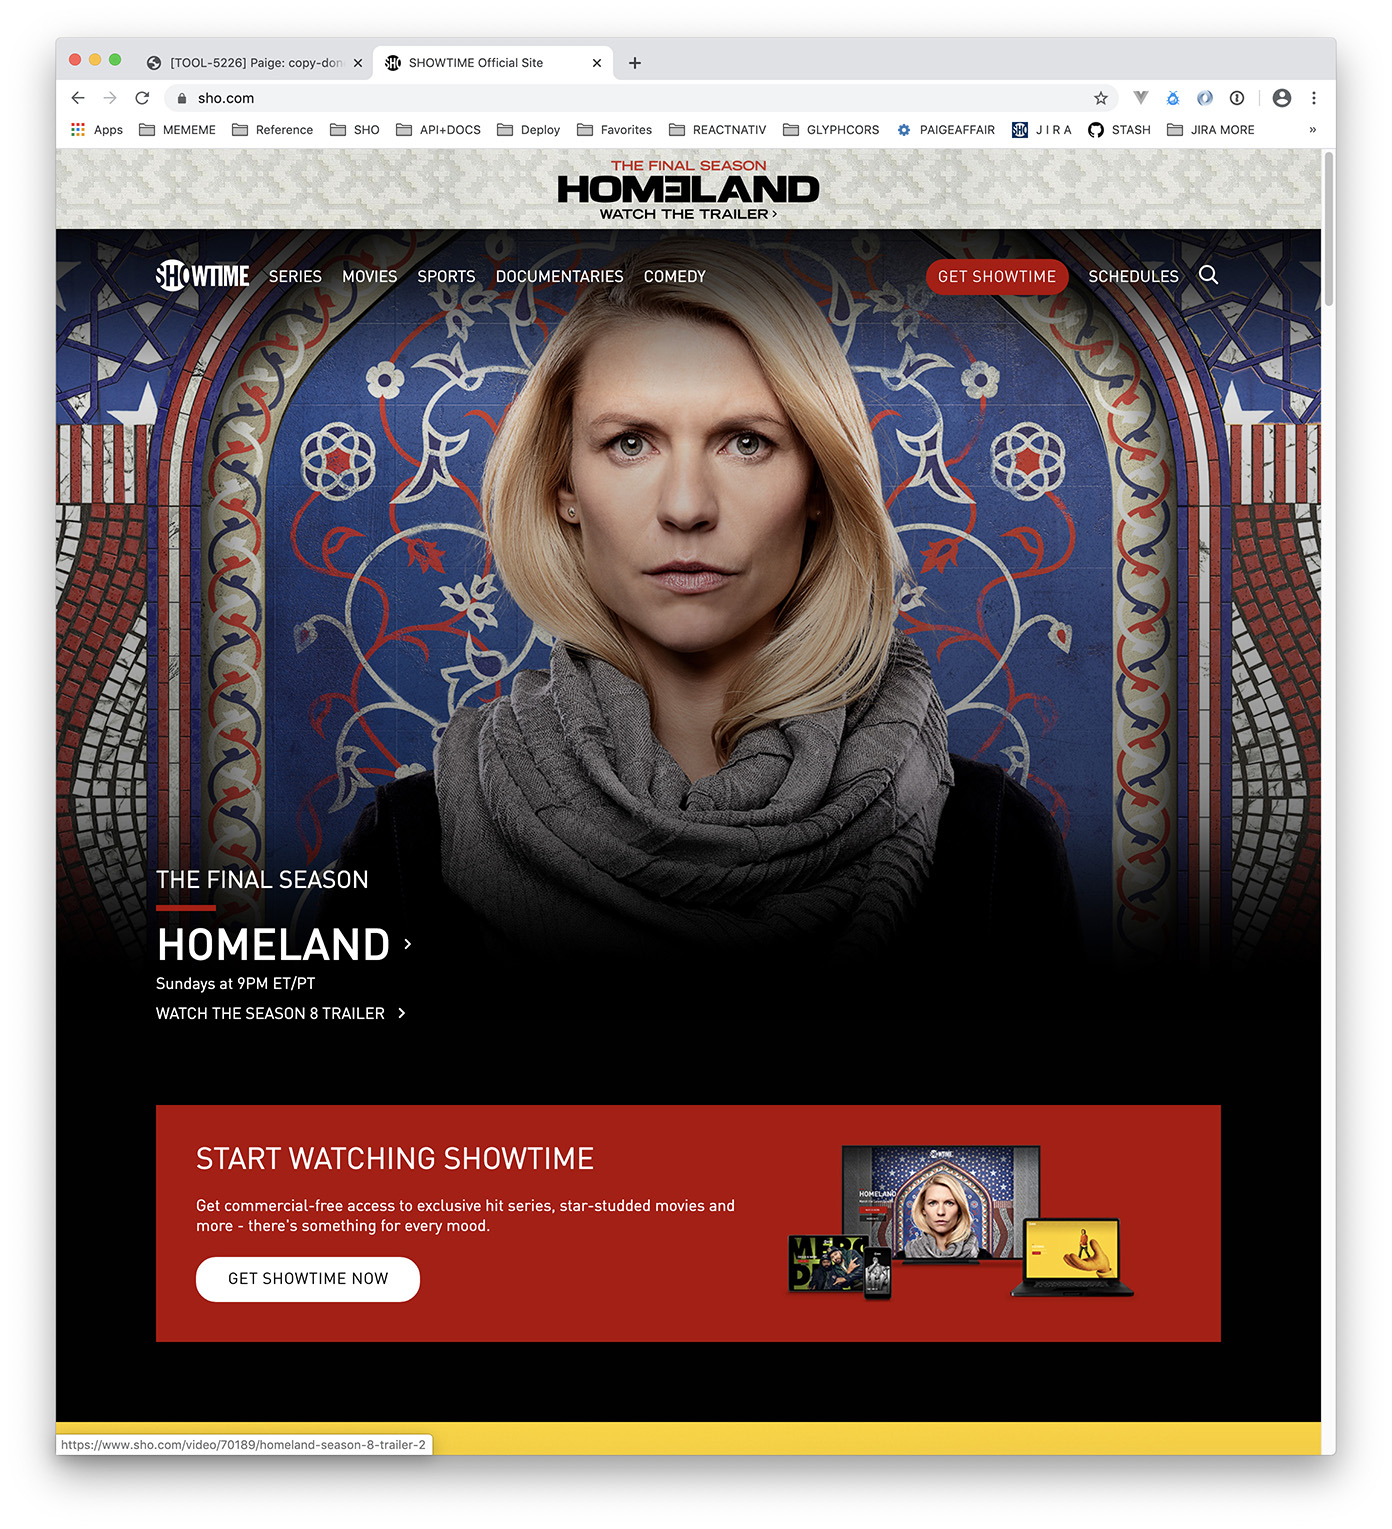 [TOOL-5226] Paige: copy-don
SHOWTIME Official Site
sho.com
Apps
MEMEME
Reference
SHO
API+DOCS
Deploy
Favorites
REACTNATIV
GLYPHCORS
PAIGEAFFAIR
SHO
J I R A
STASH
JIRA MORE
»
THE FINAL SEASON
HOMELAND
WATCH THE TRAILER ›
SHOWTIME SERIES MOVIES SPORTS DOCUMENTARIES COMEDY GET SHOWTIME SCHEDULES
THE FINAL SEASON
HOMELAND ›
Sundays at 9PM ET/PT
WATCH THE SEASON 8 TRAILER ›
START WATCHING SHOWTIME
Get commercial-free access to exclusive hit series, star-studded movies and
more - there's something for every mood.
GET SHOWTIME NOW
SHOWTIME
HOMELAND
https://www.sho.com/video/70189/homeland-season-8-trailer-2